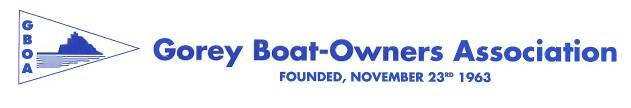 GBOA
Gorey Boat-Owners Association
FOUNDED, NOVEMBER 23RD 1963